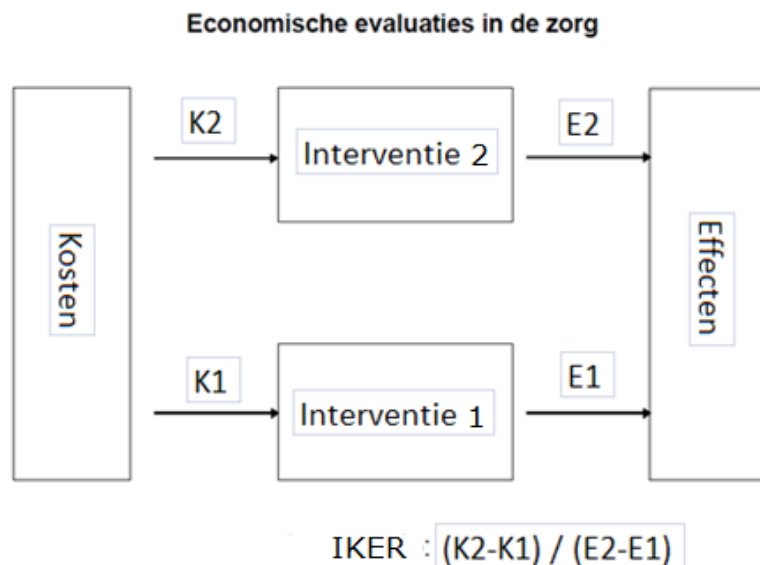 Economische evaluaties in de zorg
K2
Interventie 2
E2
Kosten
Effecten
K1
Interventie 1
E1
IKER : (K2-K1) / (E2-E1)